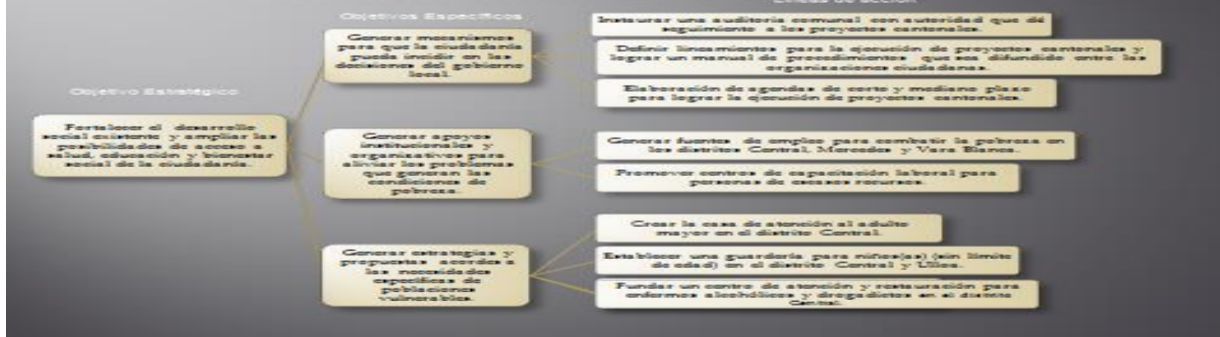 Líneas de acción
Objetivos Específicos
Objetivo Estratégico
Fortalecer el desarrollo
social existente y ampliar las
posibilidades de acceso a
salud, educación y bienestar
social de la ciudadanía.
Generar mecanismos
para que la ciudadanía
pueda incidir en las
decisiones del gobierno
local.
Instaurar una auditoría comunal con autoridad que dé
seguimiento a los proyectos cantonales.
Definir lineamientos para la ejecución de proyectos cantonales y
lograr un manual de procedimientos que sea difundido entre las
organizaciones ciudadanas.
Elaboración de agendas de corto y mediano plazo
para lograr la ejecución de proyectos cantonales.
Generar apoyos
institucionales y
organizativos para
aliviar los problemas
que generan las
condiciones de
pobreza.
Generar fuentes de empleo para combatir la pobreza en
los distritos Central, Mercedes y Vara Blanca.
Promover centros de capacitación laboral para
personas de escasos recursos.
Generar estrategias y
propuestas acordes a
las necesidades
específicas de
poblaciones
vulnerables.
Crear la casa de atención al adulto
mayor en el distrito Central.
Establecer una guardería para niños(as) (sin límite
de edad) en el distrito Central y Ulloa.
Fundar un centro de atención y restauración para
enfermos alcohólicos y drogadictos en el distrito
Central.